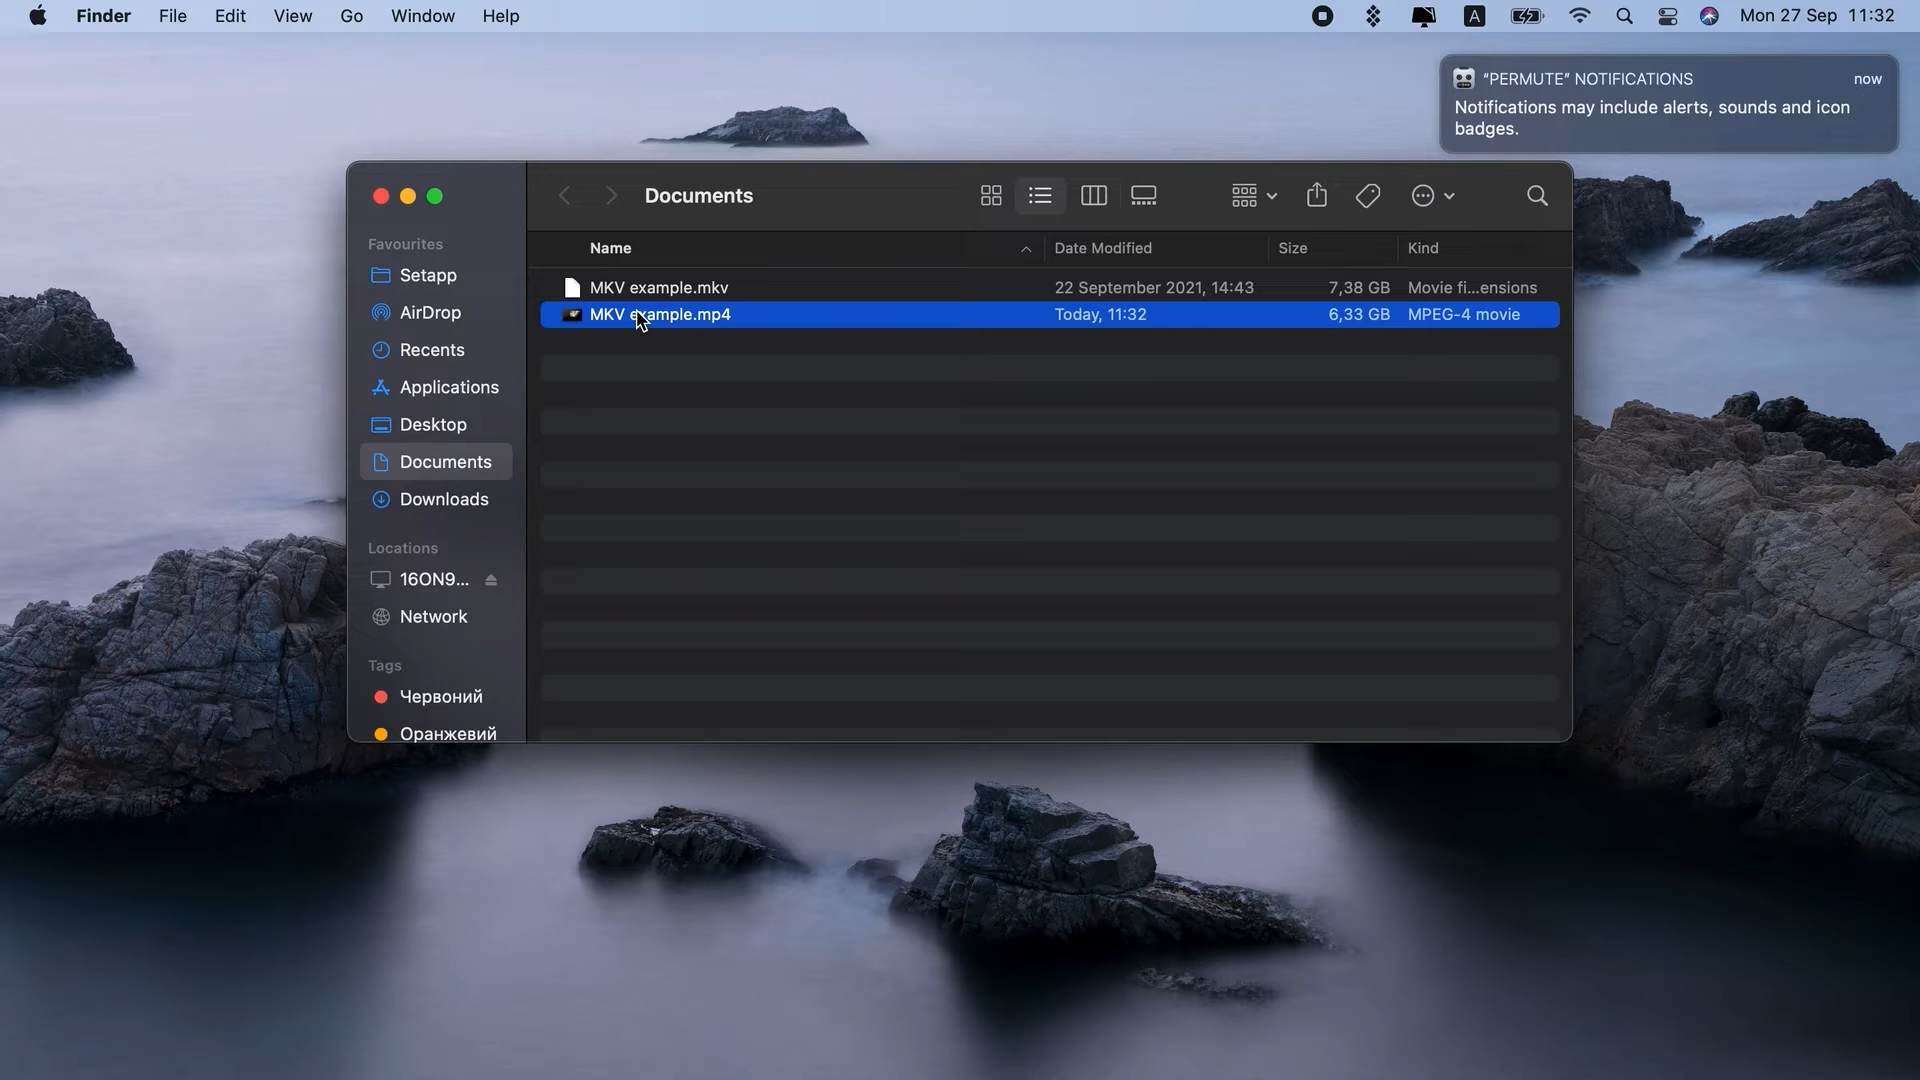 Finder File Edit View Go Window Help A Mon 27 Sep 11:32
"PERMUTE" NOTIFICATIONS now
Notifications may include alerts, sounds and icon
badges.
Documents
Favourites
Setapp
AirDrop
Recents
Applications
Desktop
Documents
Downloads
Locations
16ON9...
Network
Tags
Червоний
Оранжевий
Name Date Modified Size Kind
MKV example.mkv 22 September 2021, 14:43 7,38 GB Movie fi...ensions
MKV example.mp4 Today, 11:32 6,33 GB MPEG-4 movie